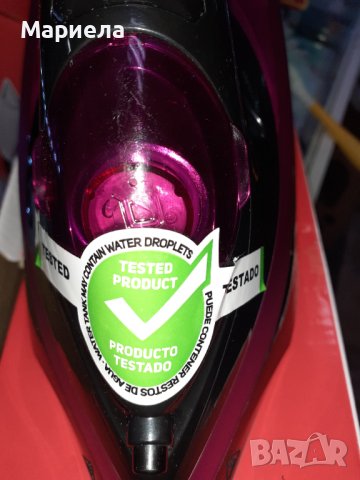 Мариела
TESTED
WATER TANK MAY CONTAIN WATER DROPLETS
TESTED
PRODUCT
TESTADO
PRODUCTO
TESTADO
PUEDE CONTENER RESTOS DE AGUA
BAZAR